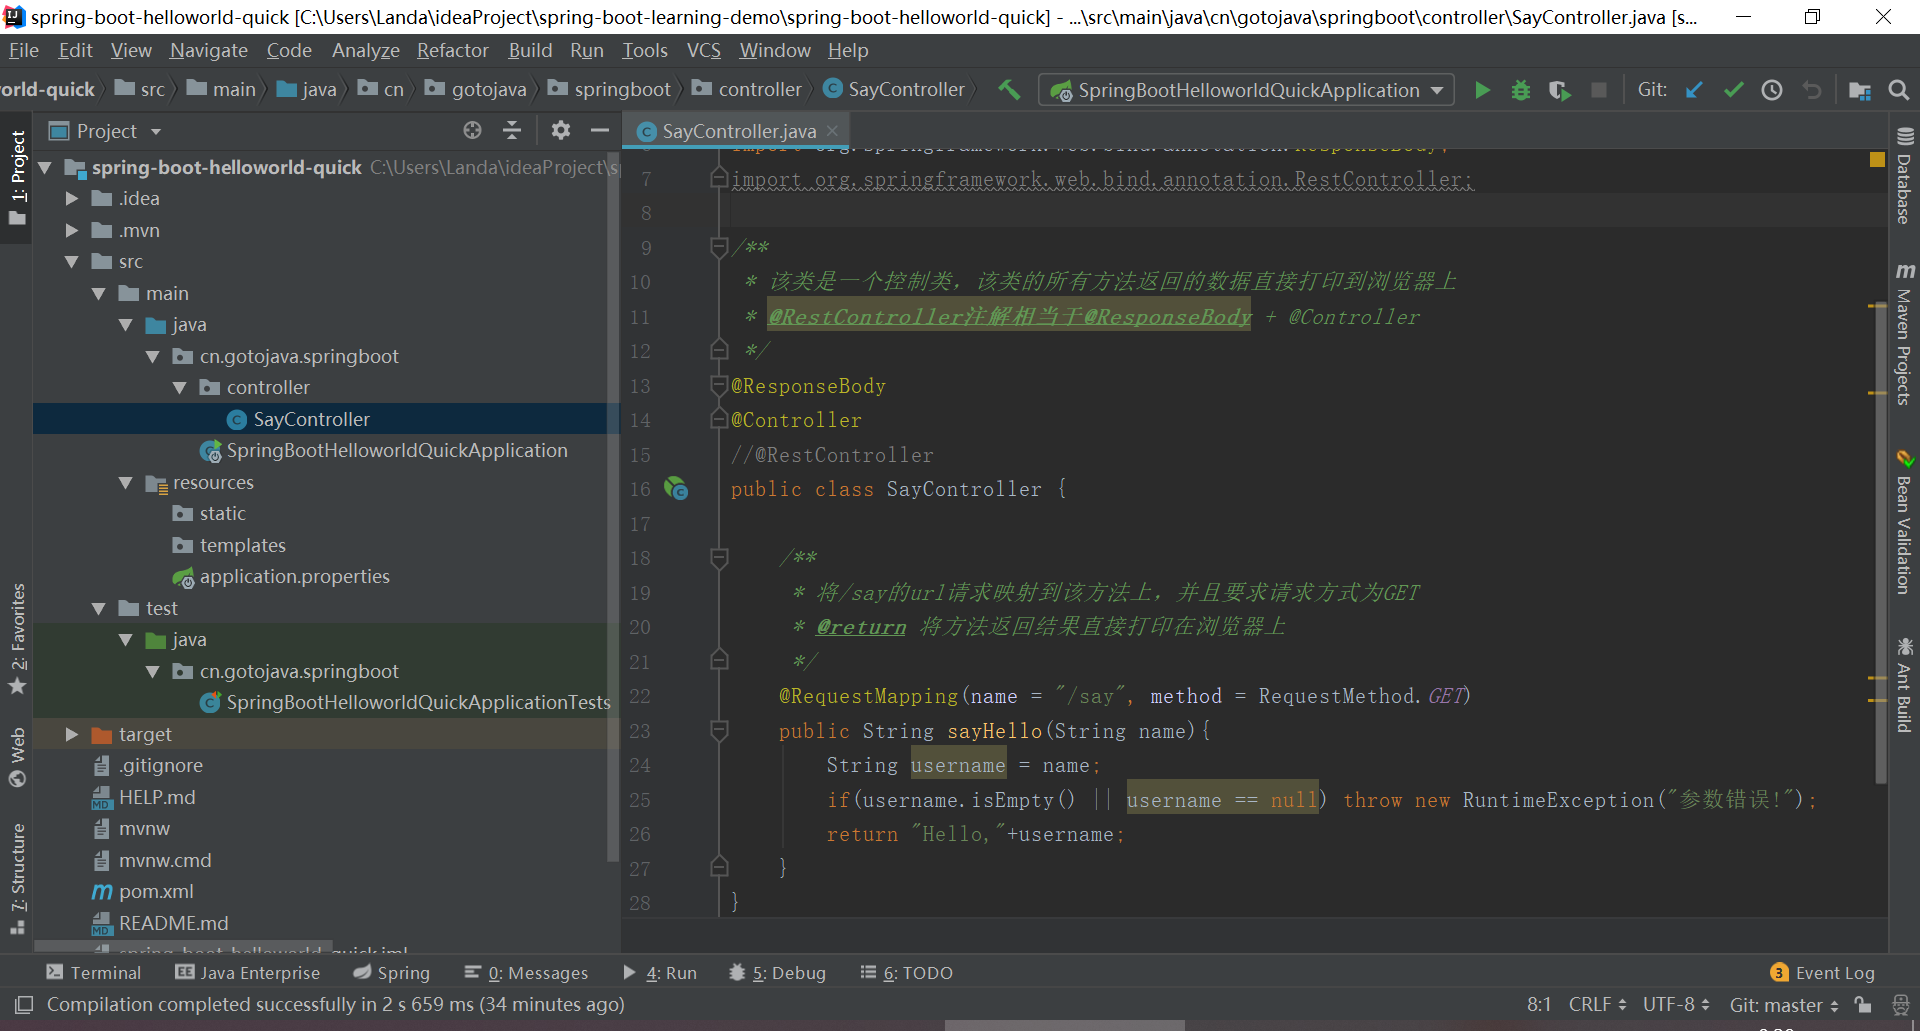 spring-boot-helloworld-quick [C:\Users\Landa\ideaProject\spring-boot-learning-demo\spring-boot-helloworld-quick] - ...\src\main\java\cn\gotojava\springboot\controller\SayController.java [s...
File Edit View Navigate Code Analyze Refactor Build Run Tools VCS Window Help
orld-quick src main java cn gotojava springboot controller SayController SpringBootHelloworldQuickApplication Git:
1: Project
2: Favorites
Web
7: Structure
Project
spring-boot-helloworld-quick C:\Users\Landa\ideaProject\s
.idea
.mvn
src
main
java
cn.gotojava.springboot
controller
SayController
SpringBootHelloworldQuickApplication
resources
static
templates
application.properties
test
java
cn.gotojava.springboot
SpringBootHelloworldQuickApplicationTests
target
.gitignore
HELP.md
mvnw
mvnw.cmd
pom.xml
README.md
spring-boot-helloworld-quick.iml
SayController.java
import org.springframework.web.bind.annotation.ResponseBody;
7 import org.springframework.web.bind.annotation.RestController;
8
9 /**
10 * 该类是一个控制类，该类的所有方法返回的数据直接打印到浏览器上
11 * @RestController注解相当于@ResponseBody + @Controller
12 */
13 @ResponseBody
14 @Controller
15 //@RestController
16 public class SayController {
17
18 /**
19 * 将/say的url请求映射到该方法上，并且要求请求方式为GET
20 * @return 将方法返回结果直接打印在浏览器上
21 */
22 @RequestMapping(name = "/say", method = RequestMethod.GET)
23 public String sayHello(String name){
24 String username = name;
25 if(username.isEmpty() || username == null) throw new RuntimeException("参数错误!");
26 return "Hello,"+username;
27 }
28 }
Database
Maven Projects
Bean Validation
Ant Build
Terminal Java Enterprise Spring 0: Messages 4: Run 5: Debug 6: TODO 3 Event Log
Compilation completed successfully in 2 s 659 ms (34 minutes ago) 8:1 CRLF UTF-8 Git: master